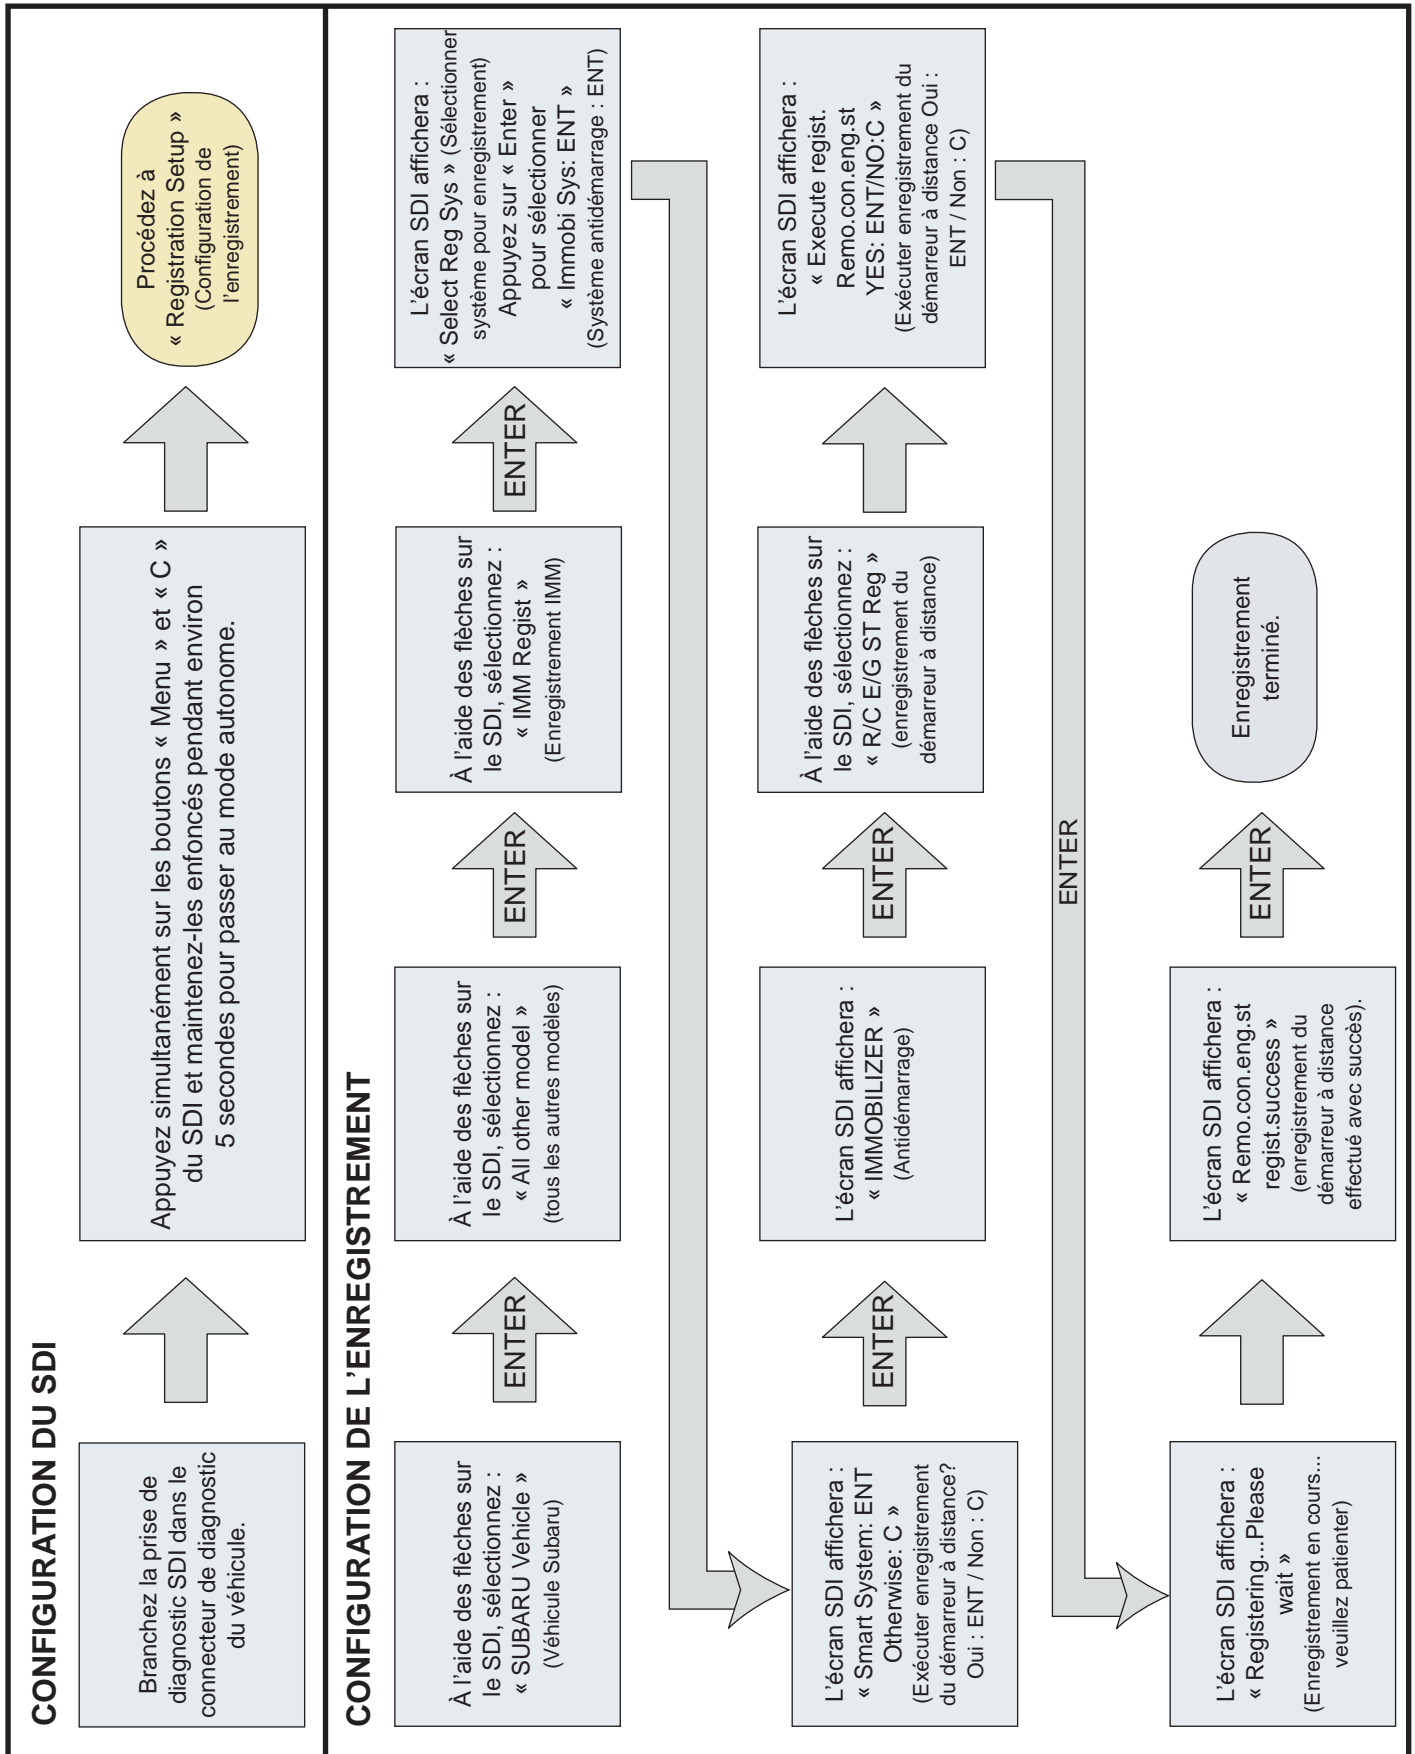 CONFIGURATION DU SDI
Branchez la prise de
diagnostic SDI dans le
connecteur de diagnostic
du véhicule.
Appuyez simultanément sur les boutons « Menu » et « C »
du SDI et maintenez-les enfoncés pendant environ
5 secondes pour passer au mode autonome.
Procédez à
« Registration Setup »
(Configuration de
l'enregistrement)
CONFIGURATION DE L'ENREGISTREMENT
À l'aide des flèches sur
le SDI, sélectionnez :
« SUBARU Vehicle »
(Véhicule Subaru)
ENTER
À l'aide des flèches sur
le SDI, sélectionnez :
« All other model »
(tous les autres modèles)
ENTER
À l'aide des flèches sur
le SDI, sélectionnez :
« IMM Regist »
(Enregistrement IMM)
ENTER
L'écran SDI affichera :
« Select Reg Sys » (Sélectionner
système pour enregistrement)
Appuyez sur « Enter »
pour sélectionner
« Immobi Sys: ENT »
(Système antidémarrage : ENT)
L'écran SDI affichera :
« Smart System: ENT
Otherwise: C »
(Exécuter enregistrement
du démarreur à distance?
Oui : ENT / Non : C)
ENTER
L'écran SDI affichera :
« IMMOBILIZER »
(Antidémarrage)
ENTER
À l'aide des flèches sur
le SDI, sélectionnez :
« R/C E/G ST Reg »
(enregistrement du
démarreur à distance)
L'écran SDI affichera :
« Execute regist.
Remo.con.eng.st
YES: ENT/NO:C »
(Exécuter enregistrement du
démarreur à distance Oui :
ENT / Non : C)
ENTER
L'écran SDI affichera :
« Registering...Please
wait »
(Enregistrement en cours...
veuillez patienter)
L'écran SDI affichera :
« Remo.con.eng.st
regist.success »
(enregistrement du
démarreur à distance
effectué avec succès).
ENTER
Enregistrement
terminé.